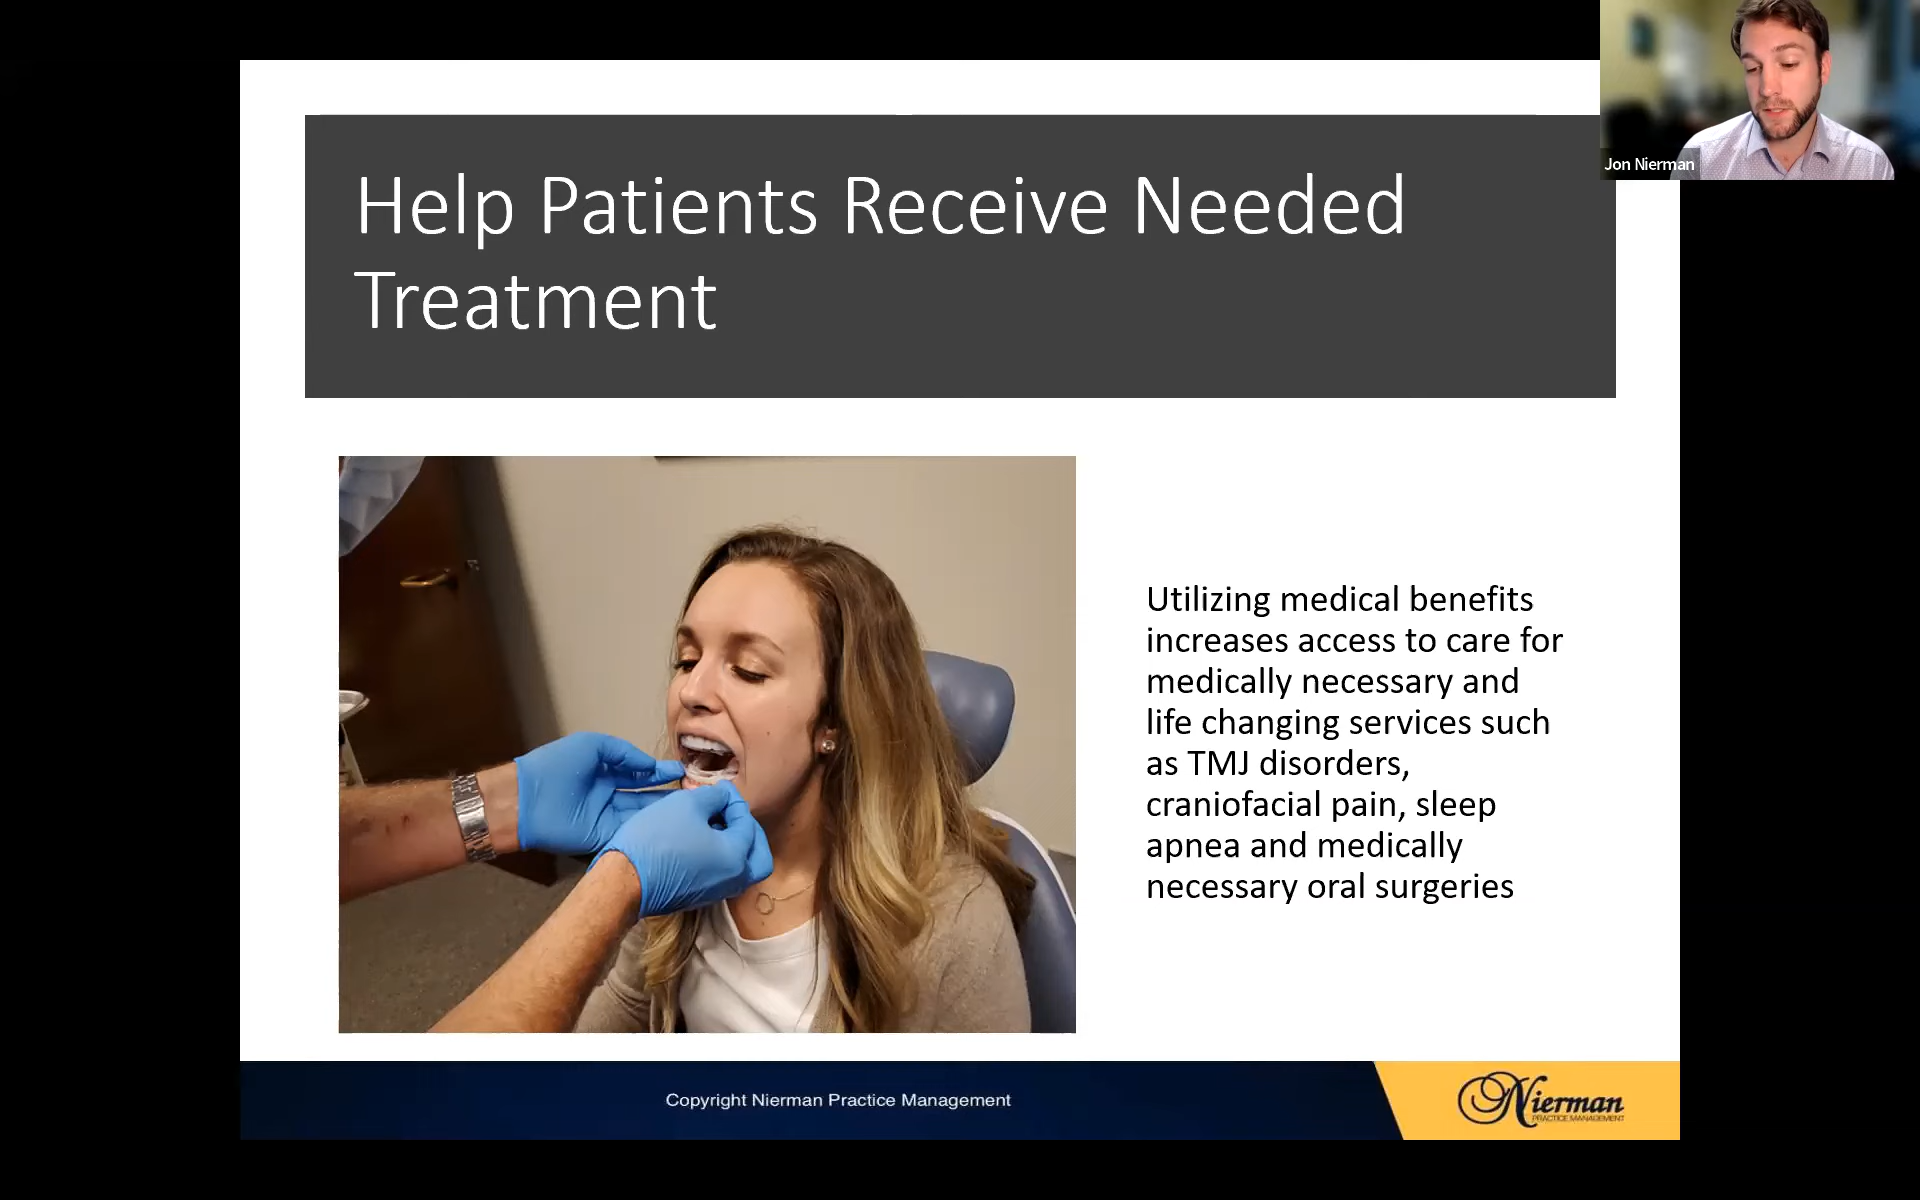 Jon Nierman
Help Patients Receive Needed
Treatment
Utilizing medical benefits
increases access to care for
medically necessary and
life changing services such
as TMJ disorders,
craniofacial pain, sleep
apnea and medically
necessary oral surgeries
Copyright Nierman Practice Management
Nierman
PRACTICE MANAGEMENT